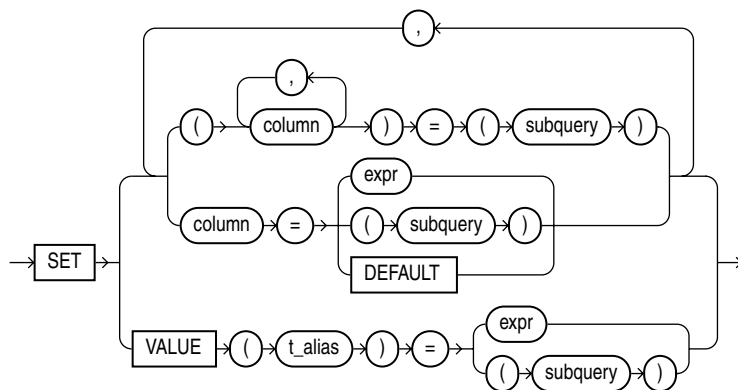 ,
,
( column ) = ( subquery )
expr
column = ( subquery )
DEFAULT
SET
VALUE ( t_alias ) = expr
( subquery )